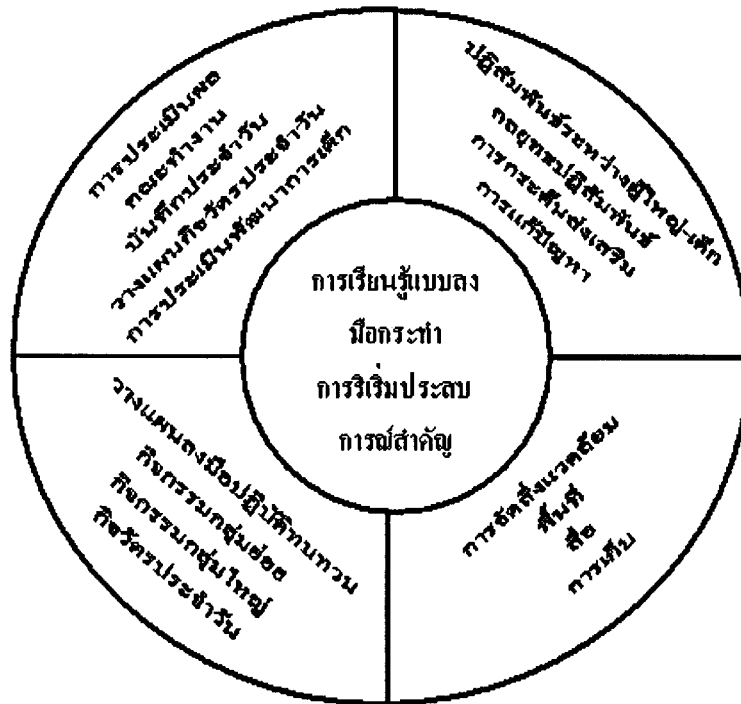 การประเมินผล
คณะทำงาน
บันทึกประจำวัน
วางแผนกิจวัตรประจำวัน
การประเมินพัฒนาการเด็ก
ปฏิสัมพันธ์ระหว่างผู้ใหญ่-เด็ก
กลยุทธปฏิสัมพันธ์
การกระตุ้นส่งเสริม
การแก้ปัญหา
การเรียนรู้แบบลง
มือกระทำ
การริเริ่มประสบ
การณ์สำคัญ
วางแผนลงมือปฏิบัติทบทวน
กิจกรรมกลุ่มย่อย
กิจกรรมกลุ่มใหญ่
กิจวัตรประจำวัน
การจัดสิ่งแวดล้อม
พื้นที่
สื่อ
การเก็บ